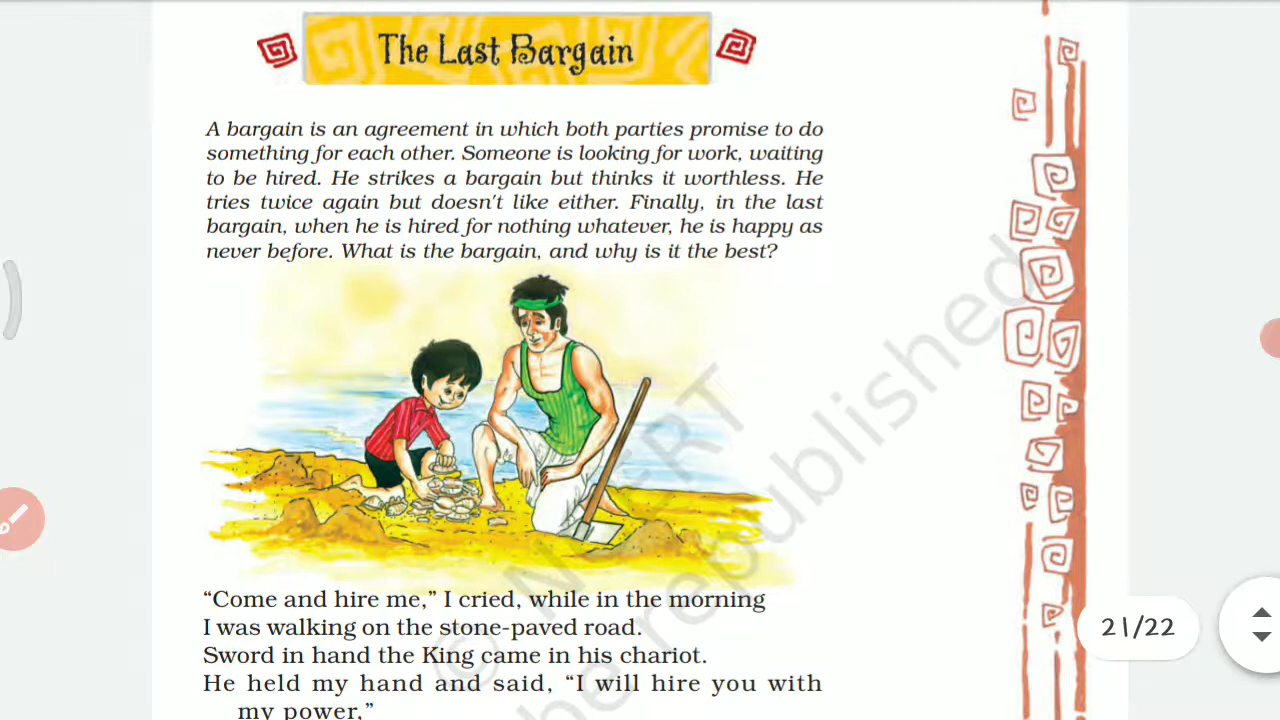 The Last Bargain
A bargain is an agreement in which both parties promise to do
something for each other. Someone is looking for work, waiting
to be hired. He strikes a bargain but thinks it worthless. He
tries twice again but doesn't like either. Finally, in the last
bargain, when he is hired for nothing whatever, he is happy as
never before. What is the bargain, and why is it the best?
“Come and hire me,” I cried, while in the morning
I was walking on the stone-paved road.
Sword in hand the King came in his chariot.
He held my hand and said, “I will hire you with
my power,”
21/22
© NCERT
be republished